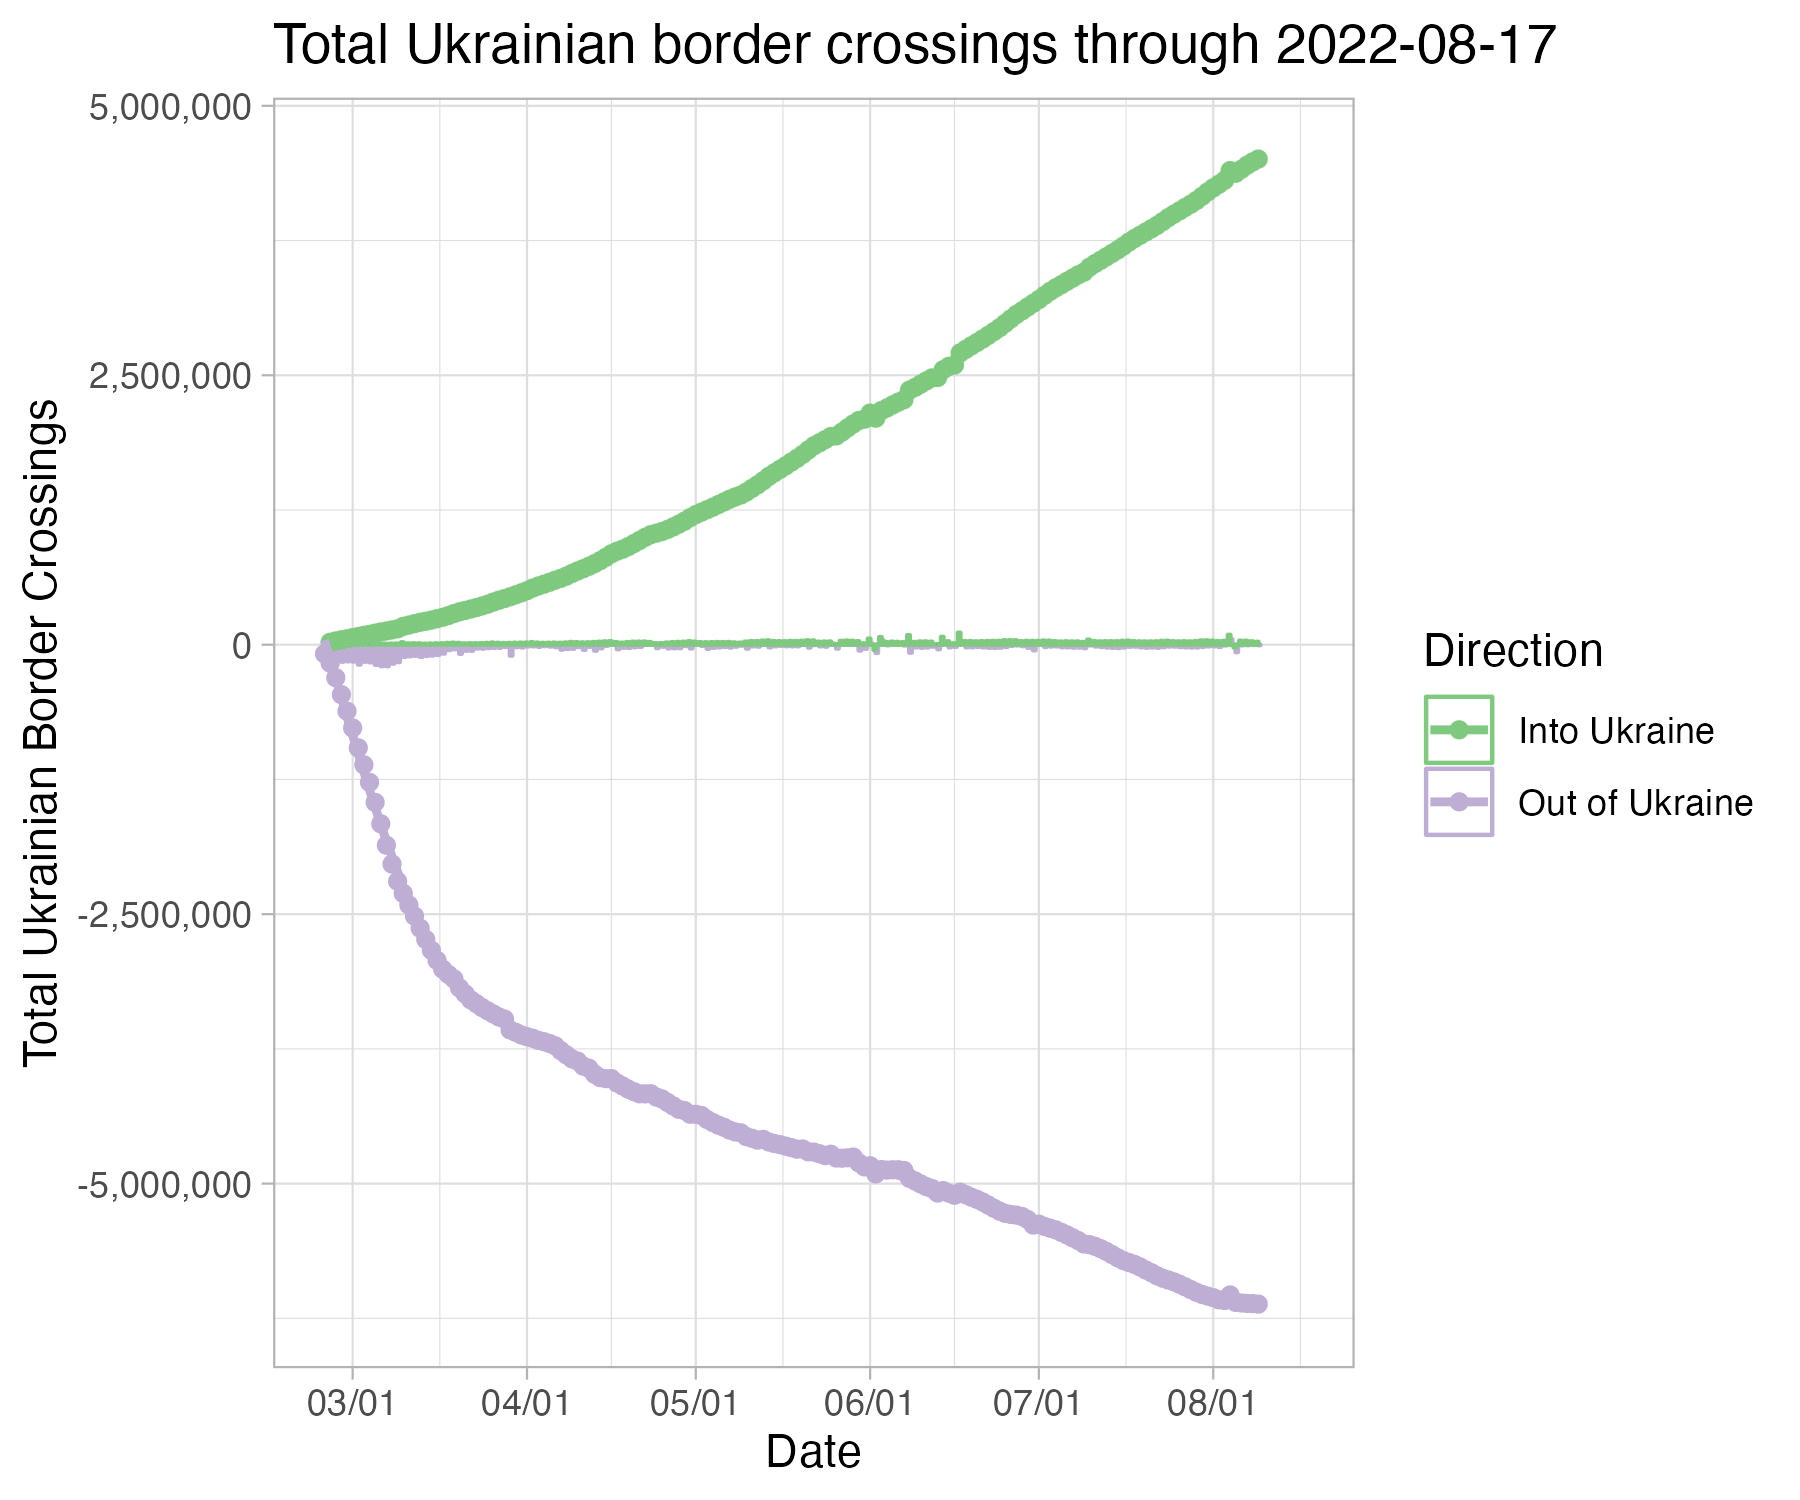 Total Ukrainian border crossings through 2022-08-17
Total Ukrainian Border Crossings
5,000,000
2,500,000
0
-2,500,000
-5,000,000
03/01 04/01 05/01 06/01 07/01 08/01
Date
Direction
Into Ukraine
Out of Ukraine